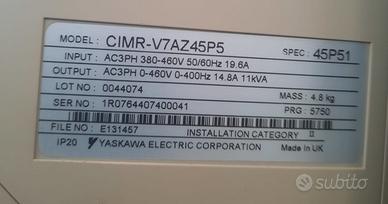 MODEL : CIMR-V7AZ45P5 SPEC : 45P51
INPUT : AC3PH 380-460V 50/60Hz 19.6A
OUTPUT : AC3PH 0-460V 0-400Hz 14.8A 11kVA
LOT NO : 0044074 MASS : 4.8 kg
SER NO : 1R0764407400041 PRG : 5750
FILE NO : E131457 INSTALLATION CATEGORY II
IP20 YASKAWA ELECTRIC CORPORATION Made In UK
subito